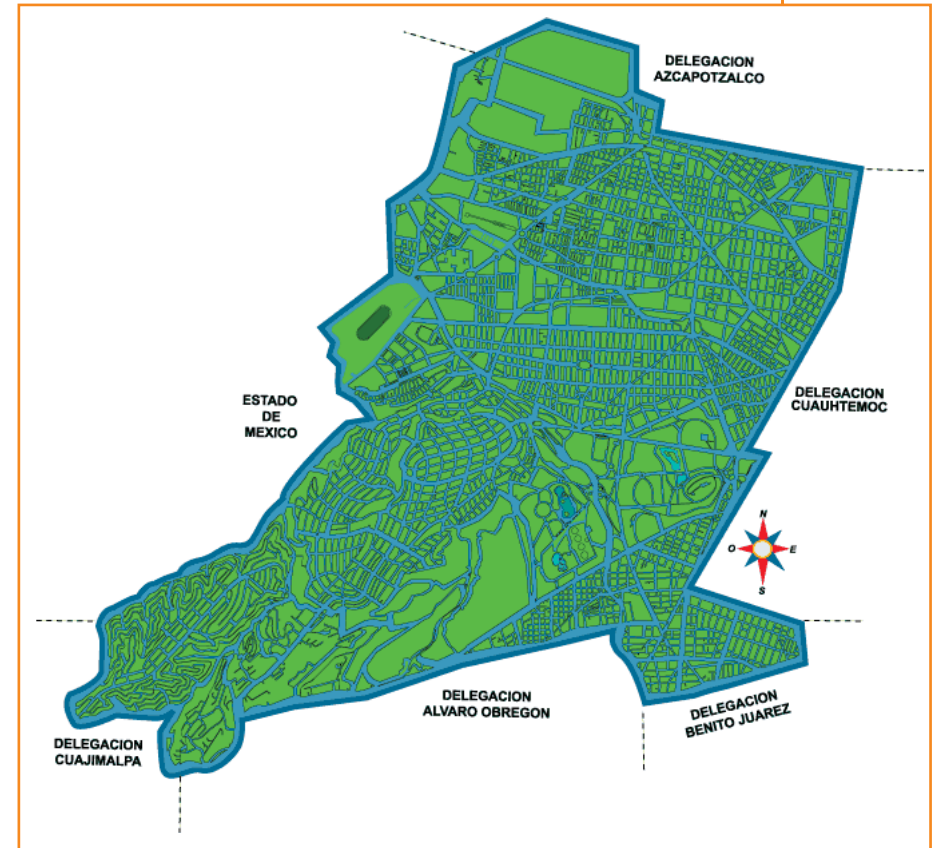 DELEGACION
AZCAPOTZALCO
DELEGACION
CUAUHTEMOC
ESTADO
DE
MEXICO
N
O
E
S
DELEGACION
ALVARO OBREGON
DELEGACION
BENITO JUAREZ
DELEGACION
CUAJIMALPA